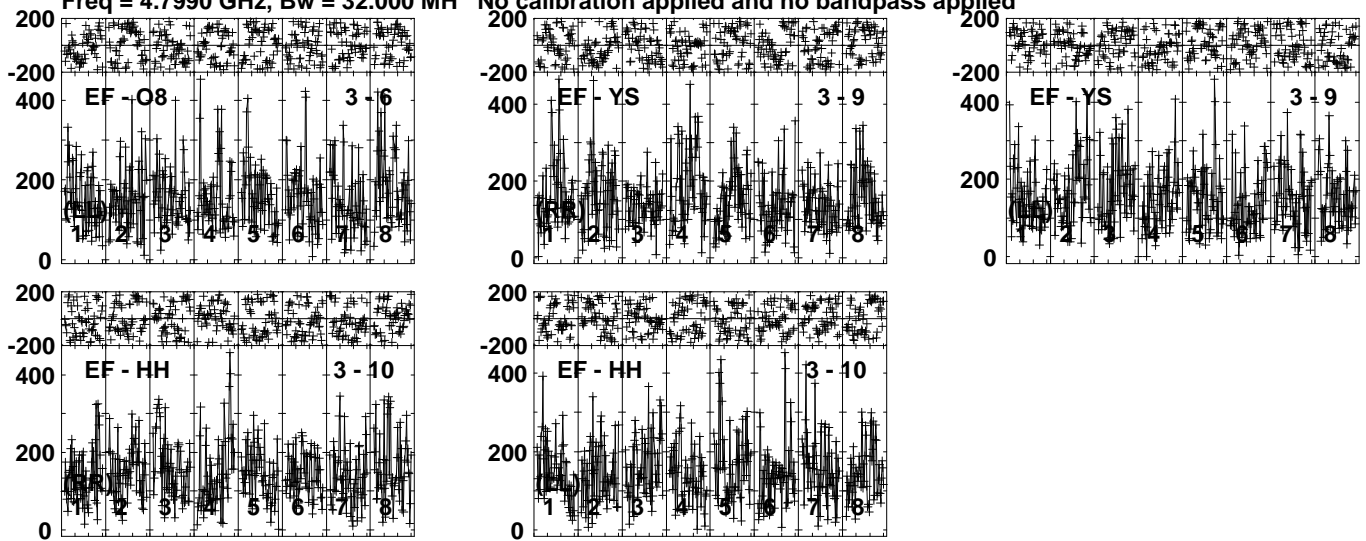 Freq = 4.7990 GHz, Bw = 32.000 MH No calibration applied and no bandpass applied
200 200 200
-200 -200 -200
EF - O8 3 - 6 EF - YS 3 - 9 EF - YS 3 - 9
400 400 400
200 200 200
(LL) (RR) (LL)
1 2 3 4 5 6 7 8 1 2 3 4 5 6 7 8 1 2 3 4 5 6 7 8
0 0 0
200 200
-200 -200
EF - HH 3 - 10 EF - HH 3 - 10
400 400
200 200
(RR) (LL)
1 2 3 4 5 6 7 8 1 2 3 4 5 6 7 8
0 0